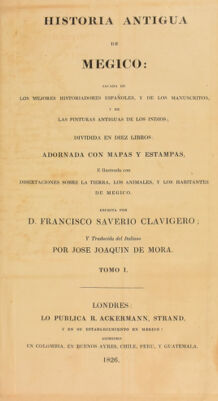 HISTORIA ANTIGUA
DE
MEGICO:
SACADA DE
LOS MEJORES HISTORIADORES ESPAÑOLES, Y DE LOS MANUSCRITOS,
Y DE
LAS PINTURAS ANTIGUAS DE LOS INDIOS;
DIVIDIDA EN DIEZ LIBROS:
ADORNADA CON MAPAS Y ESTAMPAS,
E Ilustrada con
DISERTACIONES SOBRE LA TIERRA, LOS ANIMALES, Y LOS HABITANTES
DE MEGICO.
ESCRITA POR
D. FRANCISCO SAVERIO CLAVIGERO;
Y Traducida del Italiano
POR JOSE JOAQUIN DE MORA.
TOMO I.
LONDRES:
LO PUBLICA R. ACKERMANN, STRAND,
Y EN SU ESTABLECIMIENTO EN MEGICO:
ASIMISMO
EN COLOMBIA, EN BUENOS AYRES, CHILE, PERU, Y GUATEMALA.
1826.